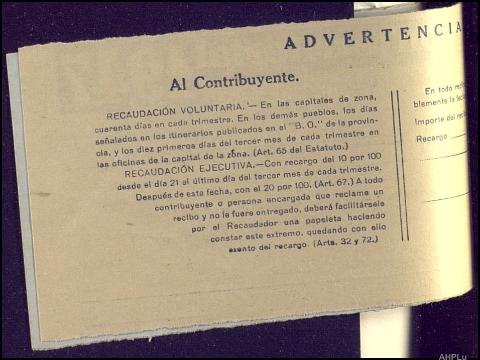 ADVERTENCIA
Al Contribuyente.
RECAUDACIÓN VOLUNTARIA.—En las capitales de zona,
cuarenta días en cada trimestre. En los demás pueblos, los días
señalados en los itinerarios publicados en el "B. O." de la provin-
cia, y los diez primeros días del tercer mes de cada trimestre en
las oficinas de la capital de la zona. (Art. 65 del Estatuto.)
RECAUDACIÓN EJECUTIVA.—Con recargo del 10 por 100
desde el día 21 al último día del tercer mes de cada trimestre.
Después de esta fecha, con el 20 por 100. (Art. 67.) A todo
contribuyente o persona encargada que reclame un
recibo y no le fuere entregado, deberá facilitársele
por el Recaudador una papeleta haciendo
constar este extremo, quedando con ello
exento del recargo. (Arts. 32 y 72.)
En todo
blemente la
Importe del
Recargo
AHPLu